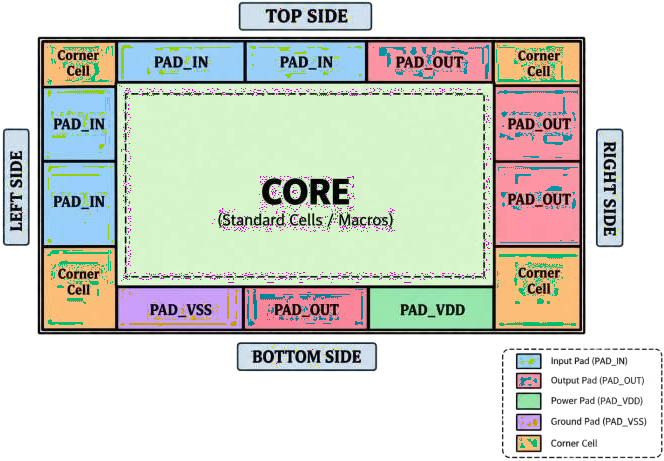 TOP SIDE
Corner
Cell
PAD_IN
PAD_IN
PAD_OUT
Corner
Cell
PAD_IN
PAD_OUT
LEFT SIDE
PAD_IN
CORE
(Standard Cells / Macros)
PAD_OUT
RIGHT SIDE
Corner
Cell
PAD_VSS
PAD_OUT
PAD_VDD
Corner
Cell
BOTTOM SIDE
Input Pad (PAD_IN)
Output Pad (PAD_OUT)
Power Pad (PAD_VDD)
Ground Pad (PAD_VSS)
Corner Cell